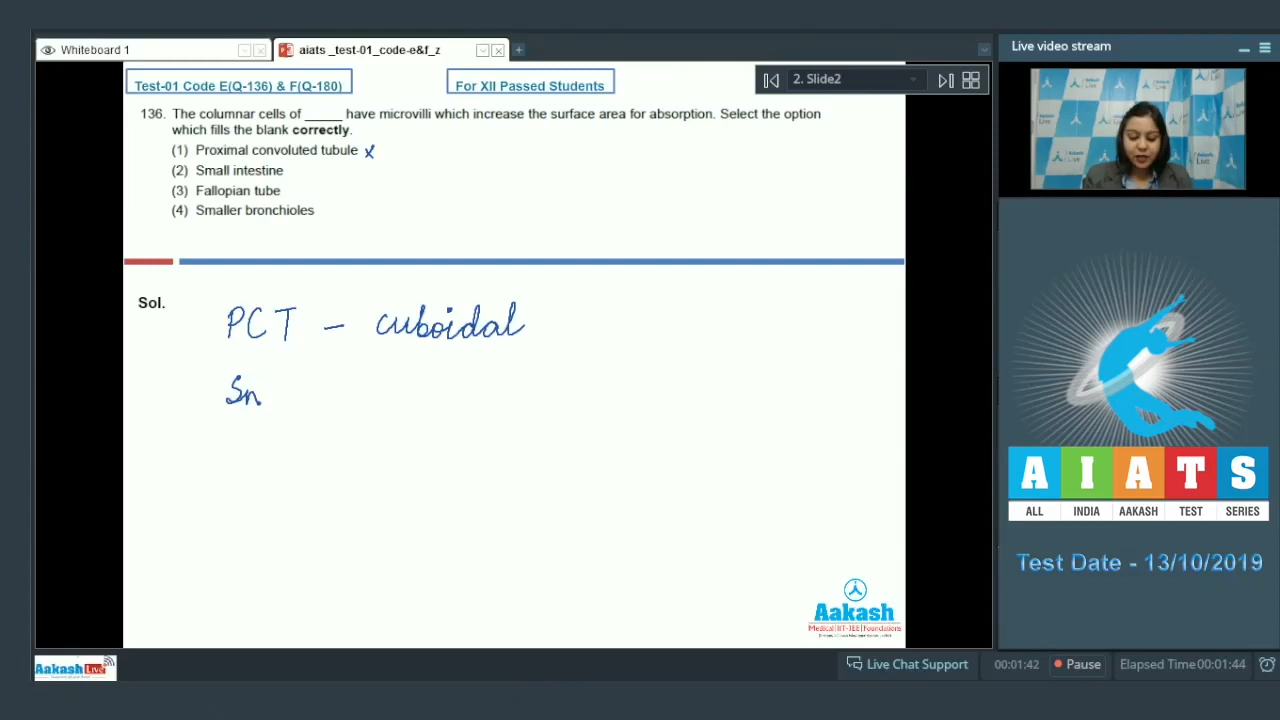 Whiteboard 1
aiats _test-01_code-e&f_z
Live video stream
Test-01 Code E(Q-136) & F(Q-180)
For XII Passed Students
2. Slide2
136. The columnar cells of _____ have microvilli which increase the surface area for absorption. Select the option
which fills the blank correctly.
(1) Proximal convoluted tubule x
(2) Small intestine
(3) Fallopian tube
(4) Smaller bronchioles
Sol.
PCT - cuboidal
Sn
A I A T S
ALL INDIA AAKASH TEST SERIES
Test Date - 13/10/2019
Aakash
Medical|IIT-JEE|Foundations
Aakash Live
Live Chat Support
00:01:42
Pause
Elapsed Time 00:01:44